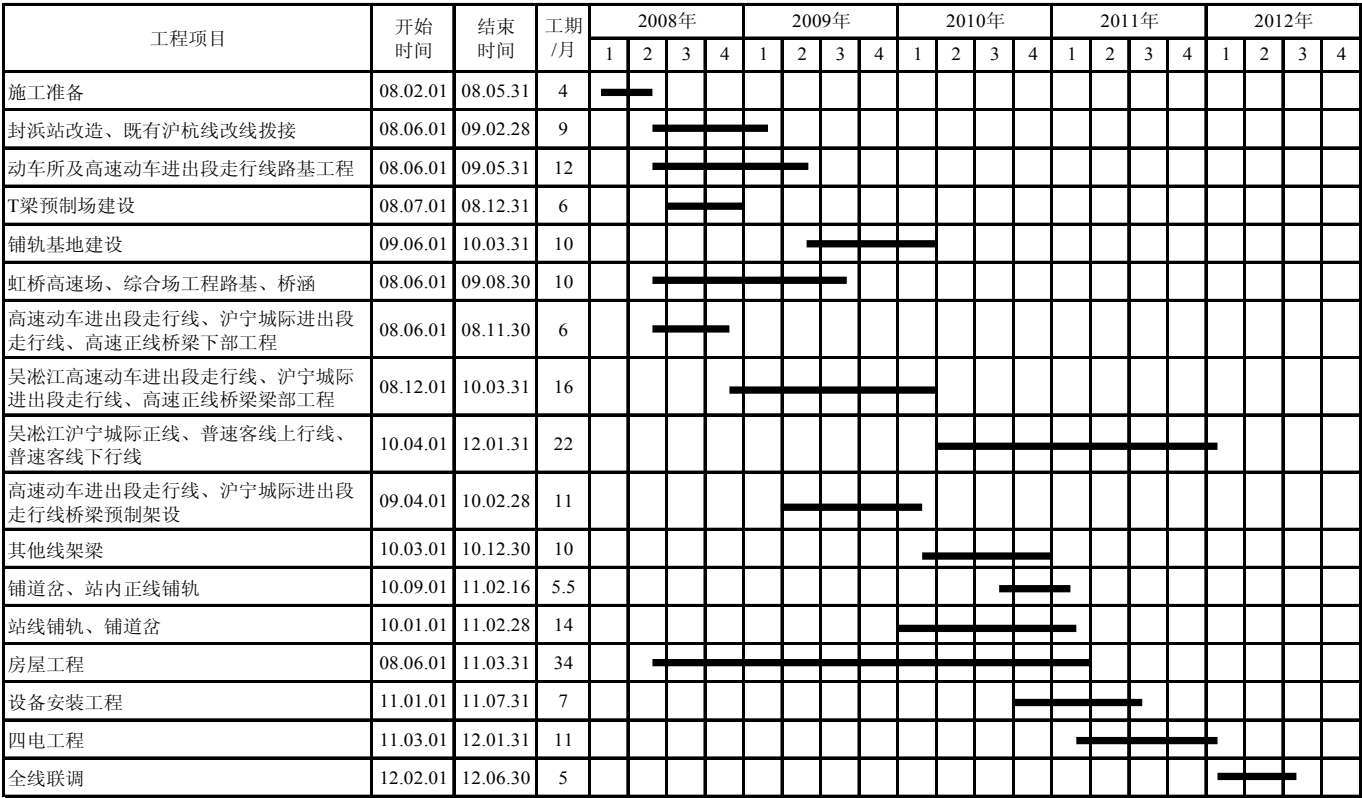 工程项目 开始时间 结束时间 工期/月 2008年 2009年 2010年 2011年 2012年
1 2 3 4 1 2 3 4 1 2 3 4 1 2 3 4 1 2 3 4
施工准备 08.02.01 08.05.31 4
封浜站改造、既有沪杭线改线拨接 08.06.01 09.02.28 9
动车所及高速动车进出段走行线路基工程 08.06.01 09.05.31 12
T梁预制场建设 08.07.01 08.12.31 6
铺轨基地建设 09.06.01 10.03.31 10
虹桥高速场、综合场工程路基、桥涵 08.06.01 09.08.30 10
高速动车进出段走行线、沪宁城际进出段
走行线、高速正线桥梁下部工程 08.06.01 08.11.30 6
吴凇江高速动车进出段走行线、沪宁城际
进出段走行线、高速正线桥梁梁部工程 08.12.01 10.03.31 16
吴凇江沪宁城际正线、普速客线上行线、
普速客线下行线 10.04.01 12.01.31 22
高速动车进出段走行线、沪宁城际进出段
走行线桥梁预制架设 09.04.01 10.02.28 11
其他线架梁 10.03.01 10.12.30 10
铺道岔、站内正线铺轨 10.09.01 11.02.16 5.5
站线铺轨、铺道岔 10.01.01 11.02.28 14
房屋工程 08.06.01 11.03.31 34
设备安装工程 11.01.01 11.07.31 7
四电工程 11.03.01 12.01.31 11
全线联调 12.02.01 12.06.30 5